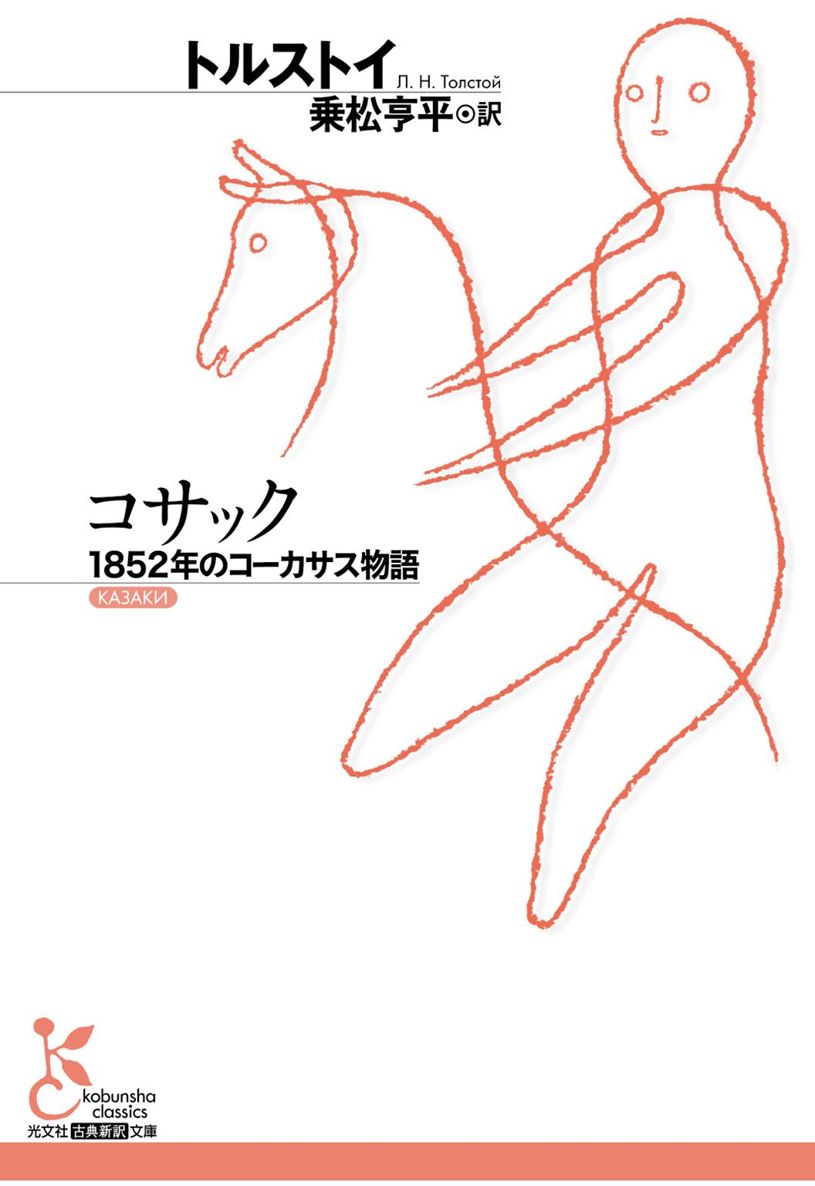 トルストイ Л. Н. Толстой
乗松亨平◉訳
コサック
1852年のコーカサス物語
КАЗАКИ
kobunsha
classics
光文社古典新訳文庫